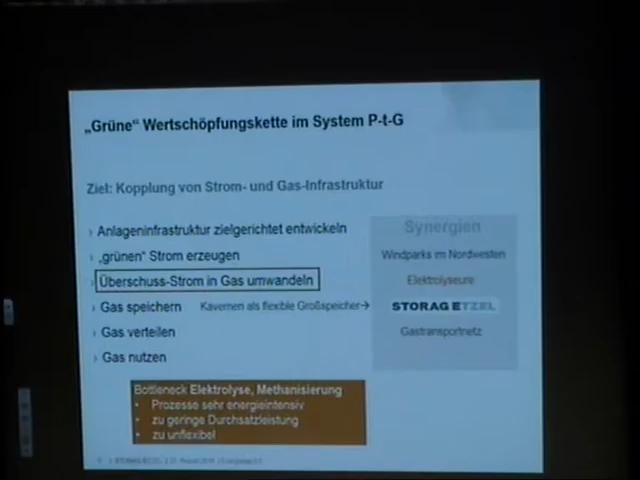 „Grüne“ Wertschöpfungskette im System P-t-G
Ziel: Kopplung von Strom- und Gas-Infrastruktur
› Anlageninfrastruktur zielgerichtet entwickeln
› „grünen“ Strom erzeugen
› Überschuss-Strom in Gas umwandeln
› Gas speichern Kavernen als flexible Großspeicher→
› Gas verteilen
› Gas nutzen
Synergien
Windparks im Nordwesten
Elektrolyseure
STORAG ETZEL
Gastransportnetz
Bottleneck Elektrolyse, Methanisierung
• Prozesse sehr energieintensiv
• zu geringe Durchsatzleistung
• zu unflexibel